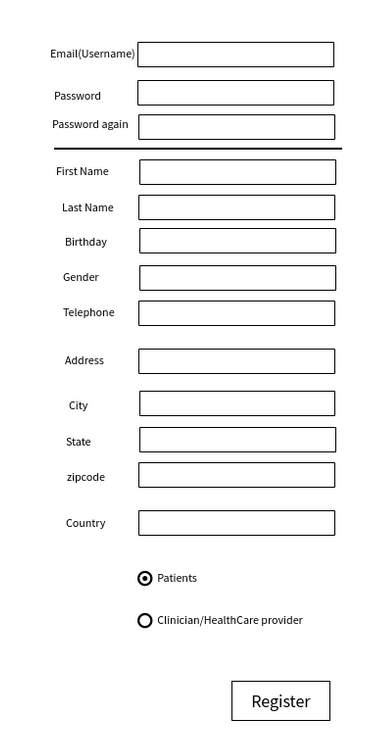 Email(Username)
Password
Password again
First Name
Last Name
Birthday
Gender
Telephone
Address
City
State
zipcode
Country
Patients
Clinician/HealthCare provider
Register